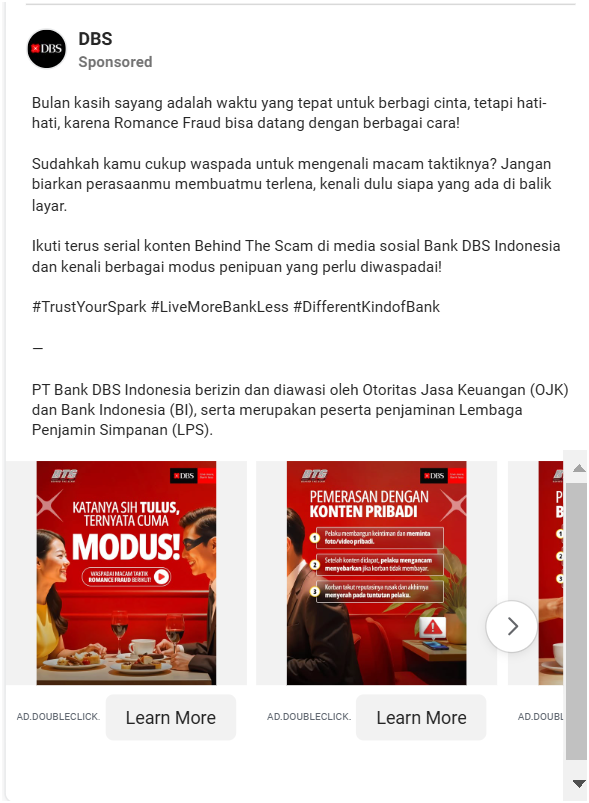 DBS
Sponsored
Bulan kasih sayang adalah waktu yang tepat untuk berbagi cinta, tetapi hati-
hati, karena Romance Fraud bisa datang dengan berbagai cara!
Sudahkah kamu cukup waspada untuk mengenali macam taktiknya? Jangan
biarkan perasaanmu membuatmu terlena, kenali dulu siapa yang ada di balik
layar.
Ikuti terus serial konten Behind The Scam di media sosial Bank DBS Indonesia
dan kenali berbagai modus penipuan yang perlu diwaspadai!
#TrustYourSpark #LiveMoreBankLess #DifferentKindofBank
—
PT Bank DBS Indonesia berizin dan diawasi oleh Otoritas Jasa Keuangan (OJK)
dan Bank Indonesia (BI), serta merupakan peserta penjaminan Lembaga
Penjamin Simpanan (LPS).
BTS
DBS
KATANYA SIH TULUS,
TERNYATA CUMA
MODUS!
WASPADAI MACAM TAKTIK
ROMANCE FRAUD BERIKUT!
AD.DOUBLECLICK.
Learn More
BTS
DBS
PEMERASAN DENGAN
KONTEN PRIBADI
1 Pelaku membangun keintiman dan meminta
foto/video pribadi.
2 Setelah konten didapat, pelaku mengancam
menyebarkan jika korban tidak membayar.
3 Korban takut reputasinya rusak dan akhirnya
menyerah pada tuntutan pelaku.
AD.DOUBLECLICK.
Learn More
1
2
3
AD.DOUBL